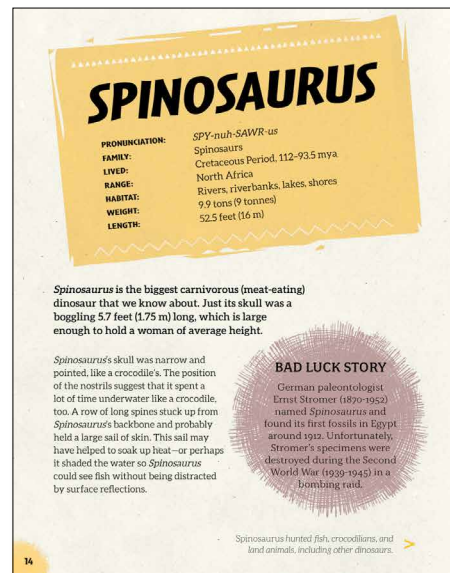 SPINOSAURUS
PRONUNCIATION: SPY-nuh-SAWR-us
FAMILY: Spinosaurs
LIVED: Cretaceous Period, 112–93.5 mya
RANGE: North Africa
HABITAT: Rivers, riverbanks, lakes, shores
WEIGHT: 9.9 tons (9 tonnes)
LENGTH: 52.5 feet (16 m)
Spinosaurus is the biggest carnivorous (meat-eating)
dinosaur that we know about. Just its skull was a
boggling 5.7 feet (1.75 m) long, which is large
enough to hold a woman of average height.
Spinosaurus's skull was narrow and
pointed, like a crocodile's. The position
of the nostrils suggest that it spent a
lot of time underwater like a crocodile,
too. A row of long spines stuck up from
Spinosaurus's backbone and probably
held a large sail of skin. This sail may
have helped to soak up heat—or perhaps
it shaded the water so Spinosaurus
could see fish without being distracted
by surface reflections.
BAD LUCK STORY
German paleontologist
Ernst Stromer (1870-1952)
named Spinosaurus and
found its first fossils in Egypt
around 1912. Unfortunately,
Stromer's specimens were
destroyed during the Second
World War (1939-1945) in a
bombing raid.
Spinosaurus hunted fish, crocodilians, and
land animals, including other dinosaurs. >
14